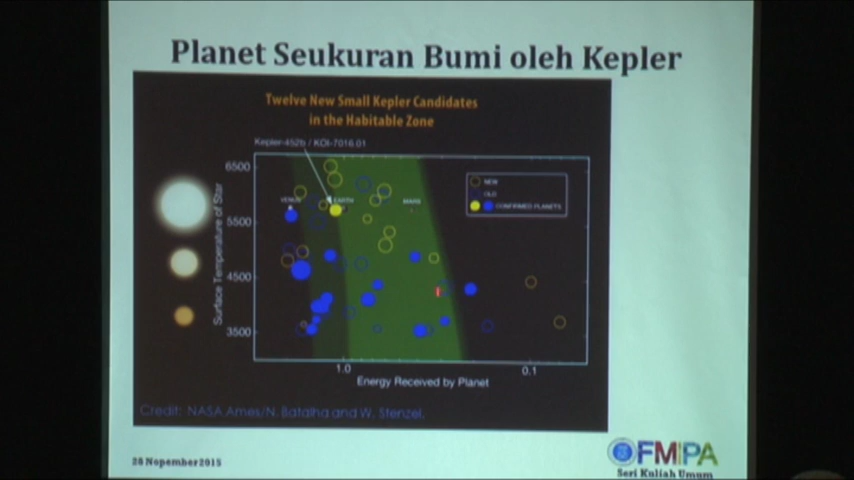 Planet Seukuran Bumi oleh Kepler
Twelve New Small Kepler Candidates
in the Habitable Zone
Kepler-452b / KOI-7016.01
6500
5500
4500
3500
Surface Temperature of Star
VENUS
EARTH
MARS
NEW
OLD
CONFIRMED PLANETS
1.0
0.1
Energy Received by Planet
Credit: NASA Ames/N. Batalha and W. Stenzel.
28 Nopember2015
FMIPA
Seri Kuliah Umum